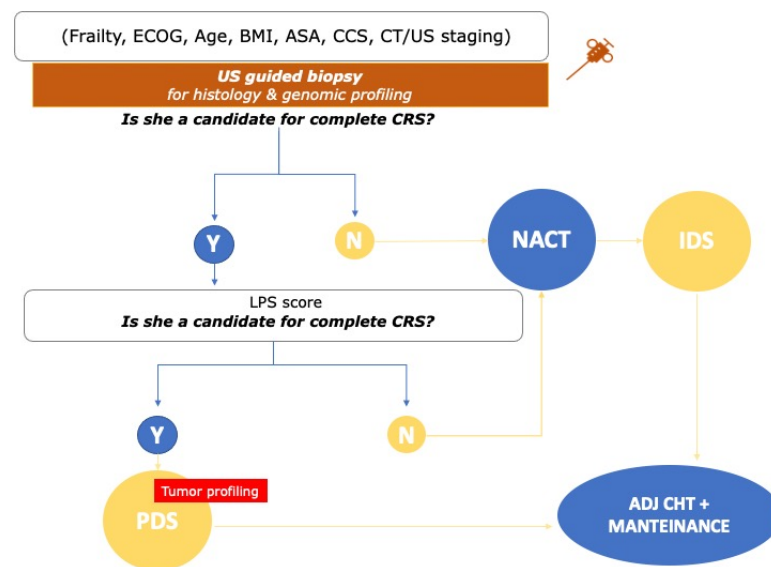 (Frailty, ECOG, Age, BMI, ASA, CCS, CT/US staging)
US guided biopsy
for histology & genomic profiling
Is she a candidate for complete CRS?
Y
N
NACT
IDS
LPS score
Is she a candidate for complete CRS?
Y
N
Tumor profiling
PDS
ADJ CHT +
MANTEINANCE